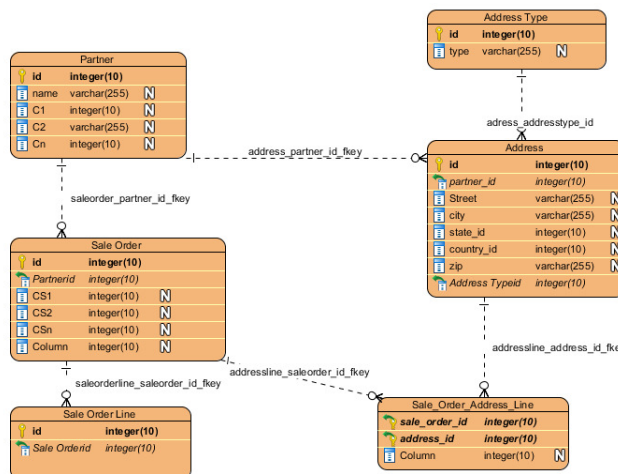 Address Type
id integer(10)
type varchar(255) N
Partner
id integer(10)
name varchar(255) N
C1 integer(10) N
C2 varchar(255) N
Cn integer(10) N
adress_addresstype_id
address_partner_id_fkey
Address
id integer(10)
partner_id integer(10)
Street varchar(255) N
city varchar(255) N
state_id integer(10) N
country_id integer(10) N
zip varchar(255) N
Address Typeid integer(10)
saleorder_partner_id_fkey
Sale Order
id integer(10)
PartnerId integer(10)
CS1 integer(10) N
CS2 integer(10) N
CSn integer(10) N
Column integer(10) N
addressline_address_id_fke
addressline_saleorder_id_fkey
saleorderline_saleorder_id_fkey
Sale Order Line
id integer(10)
Sale Orderid integer(10)
Sale_Order_Address_Line
sale_order_id integer(10)
address_id integer(10)
Column integer(10) N